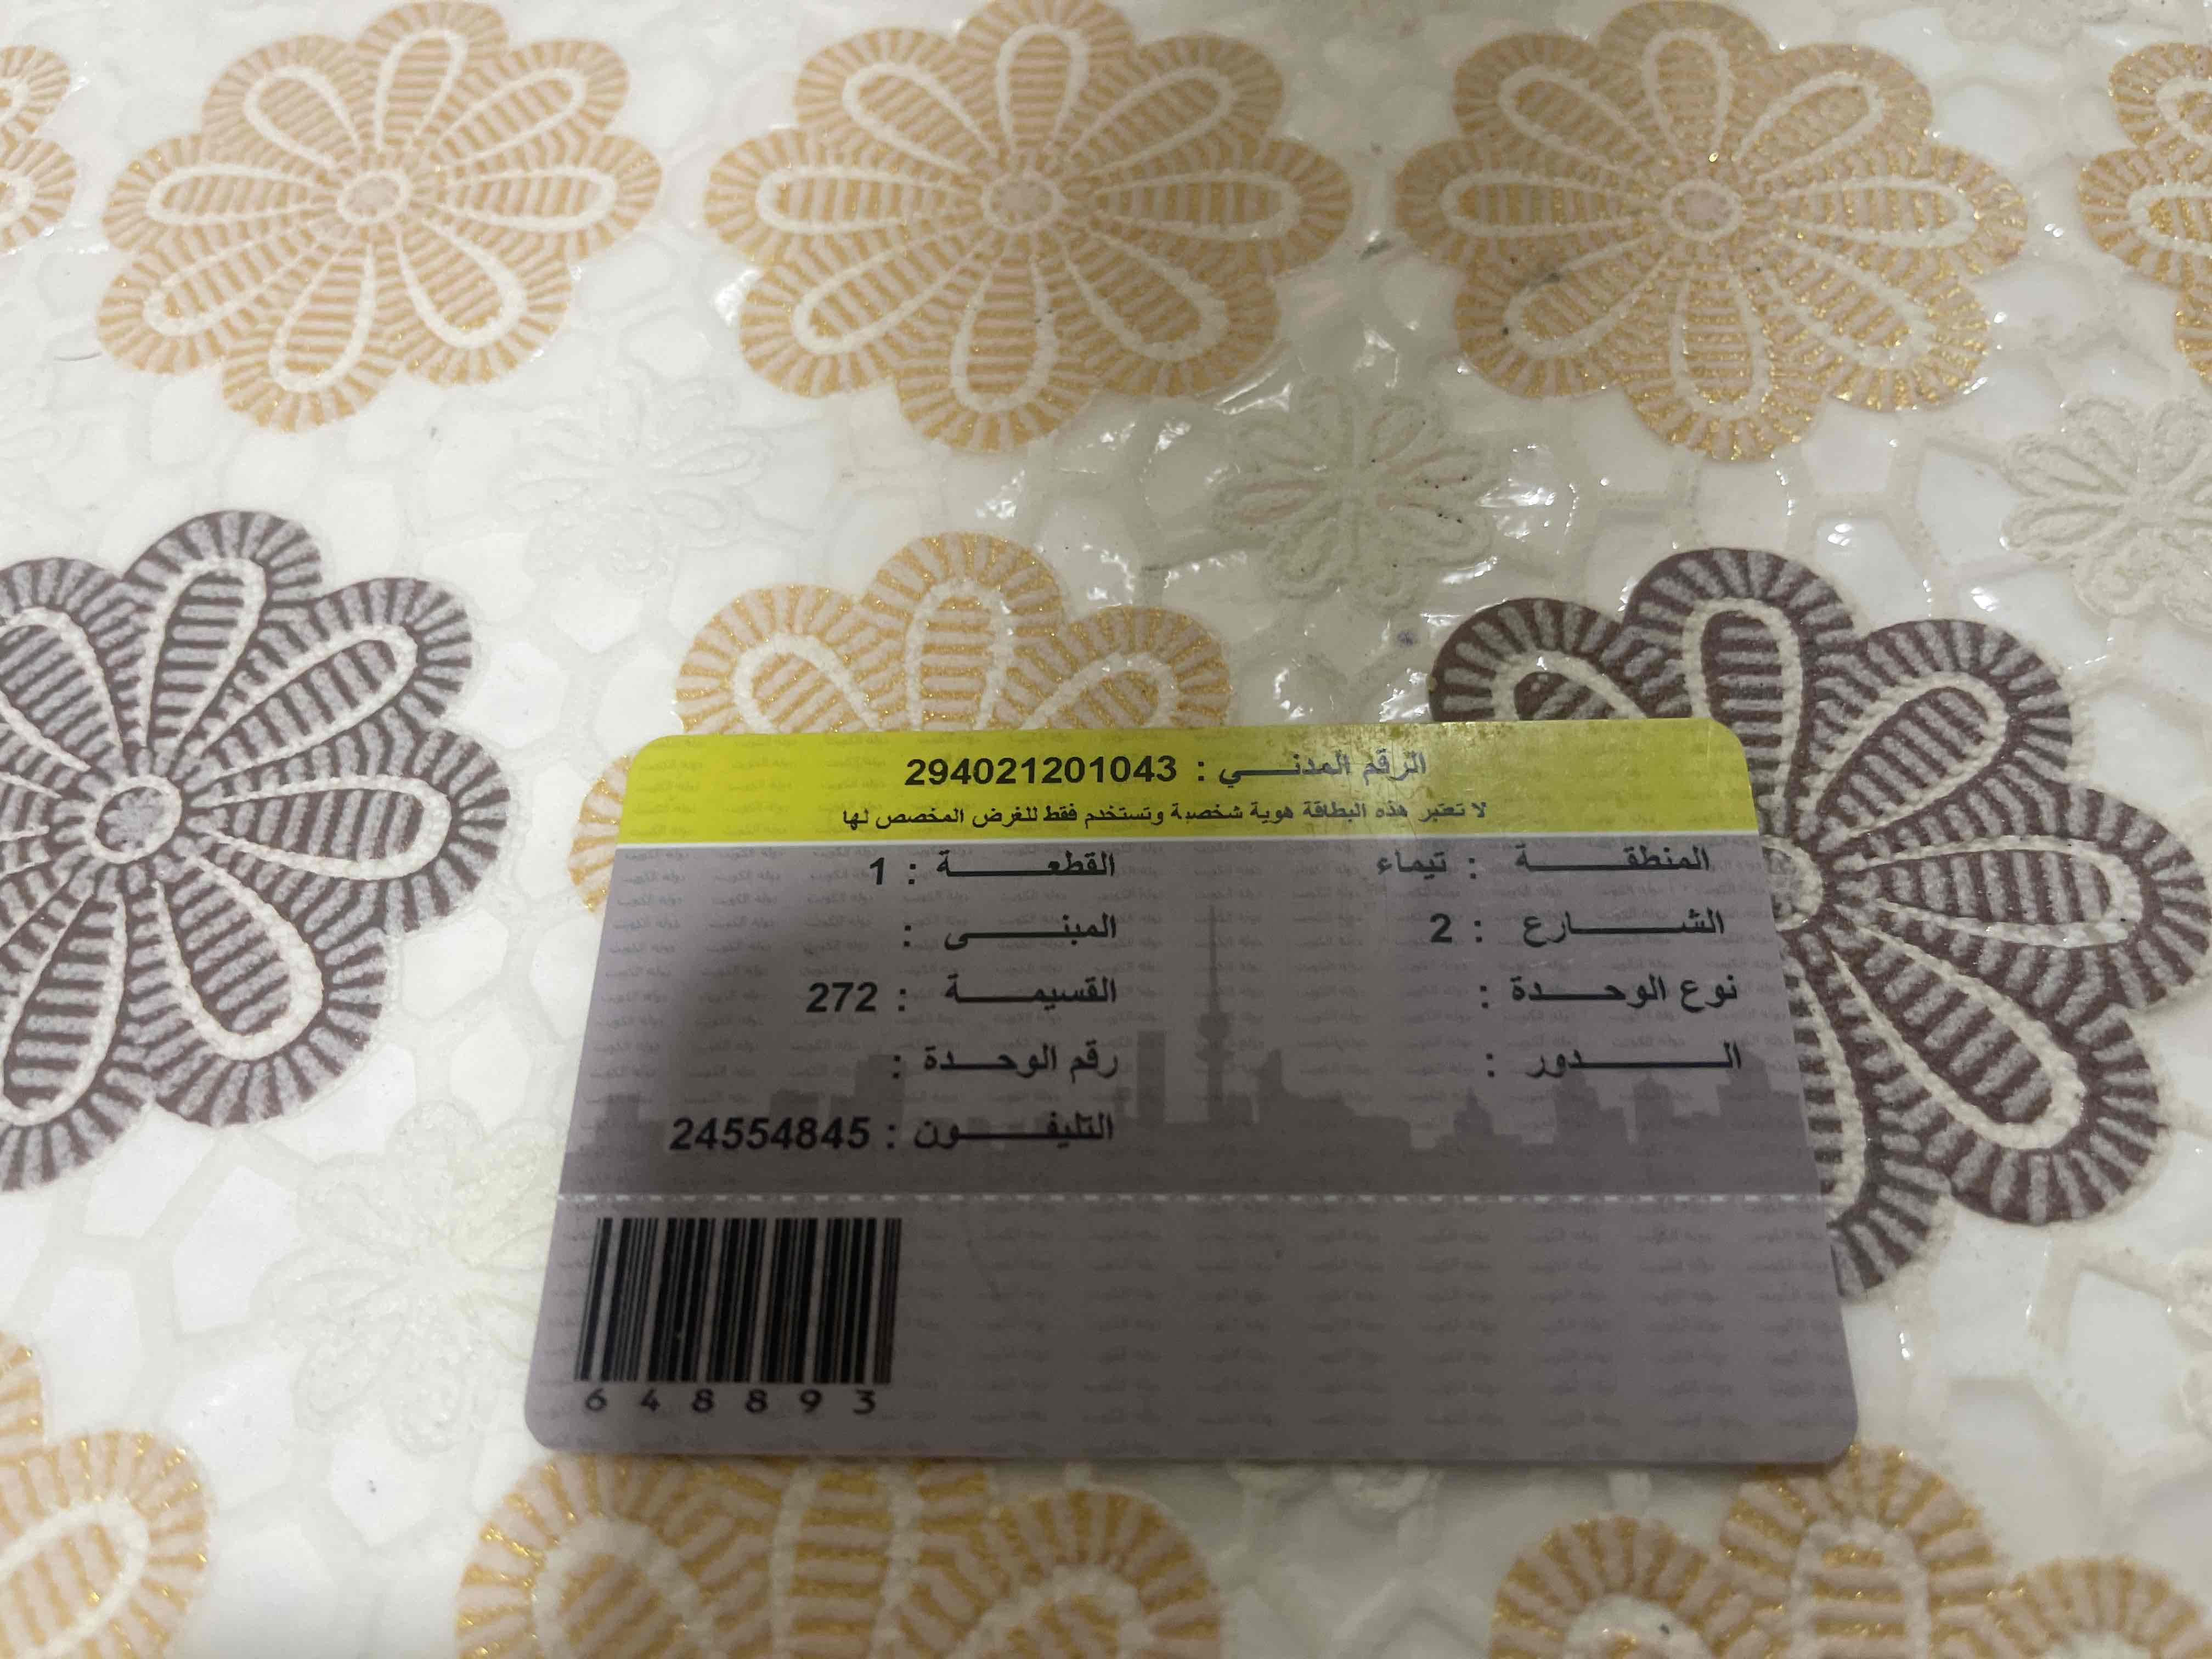 الرقم المدني : 294021201043
لا تعتبر هذه البطاقة هوية شخصية وتستخدم فقط للغرض المخصص لها
المنطقة : تيماء القطعة : 1
الشارع : 2 المبنى :
نوع الوحدة : القسيمة : 272
الدور : رقم الوحدة :
التليفون : 24554845
648893